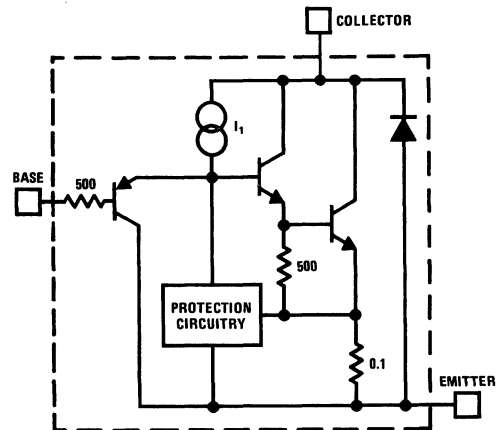 COLLECTOR
I₁
BASE
500
500
PROTECTION
CIRCUITRY
0.1
EMITTER